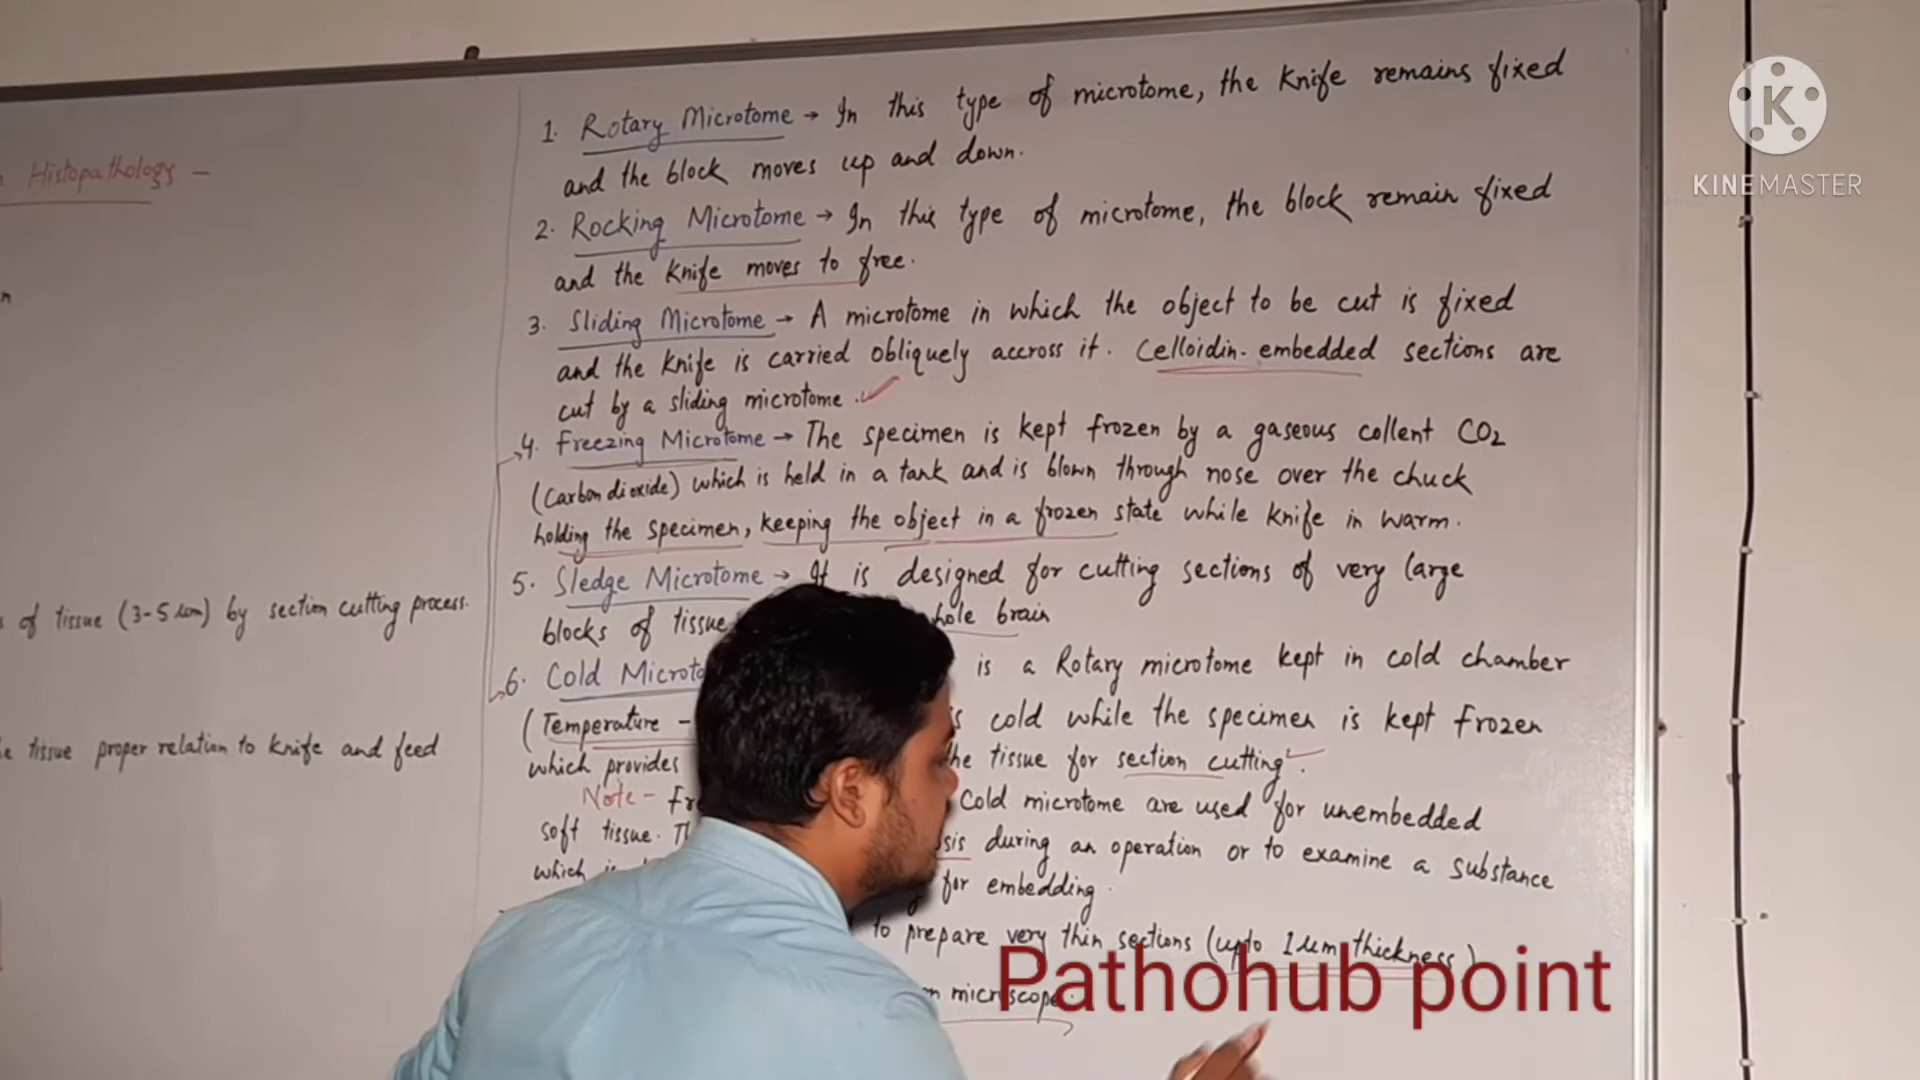 Histopathology -
of tissue (3-5 um) by section cutting process.
tissue proper relation to knife and feed
1. Rotary Microtome → In this type of microtome, the Knife remains fixed
and the block moves up and down.
2. Rocking Microtome → In this type of microtome, the block remain fixed
and the Knife moves to free.
3. Sliding Microtome → A microtome in which the object to be cut is fixed
and the Knife is carried obliquely accross it. Celloidin-embedded sections are
cut by a sliding microtome.
4. Freezing Microtome → The specimen is kept frozen by a gaseous collent CO2
(Carbondioxide) which is held in a tank and is blown through nose over the chuck
holding the specimen, keeping the object in a frozen state while knife in warm.
5. Sledge Microtome → It is designed for cutting sections of very large
blocks of tissue hole brain
6. Cold Microto is a Rotary microtome kept in cold chamber
(Temperature - is cold while the specimen is kept frozen
which provides the tissue for section cutting.
Note - Cold microtome are used for unembedded
soft tissue. during an operation or to examine a substance
which for embedding.
to prepare very thin sections (upto 1 um thickness)
microscope.
Pathohub point
KINEMASTER